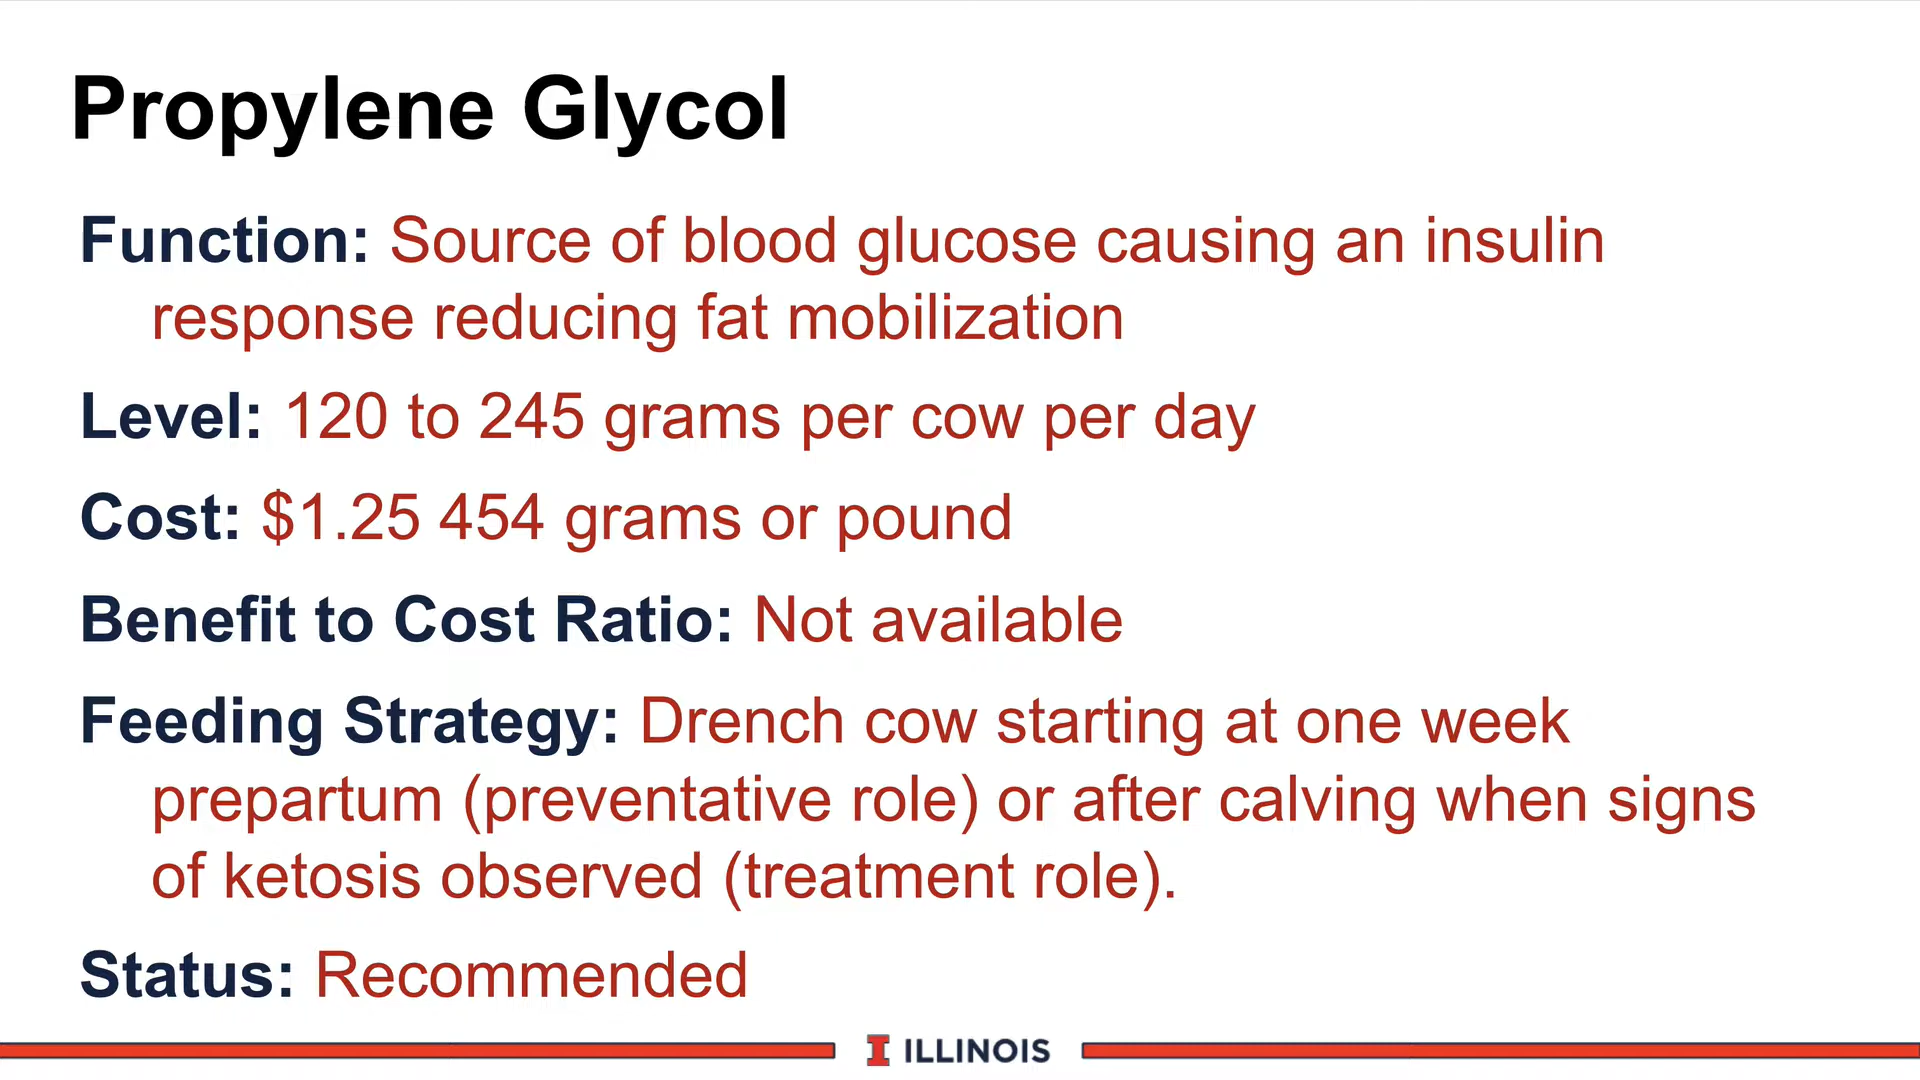 Propylene Glycol
Function: Source of blood glucose causing an insulin
response reducing fat mobilization
Level: 120 to 245 grams per cow per day
Cost: $1.25 454 grams or pound
Benefit to Cost Ratio: Not available
Feeding Strategy: Drench cow starting at one week
prepartum (preventative role) or after calving when signs
of ketosis observed (treatment role).
Status: Recommended
I ILLINOIS